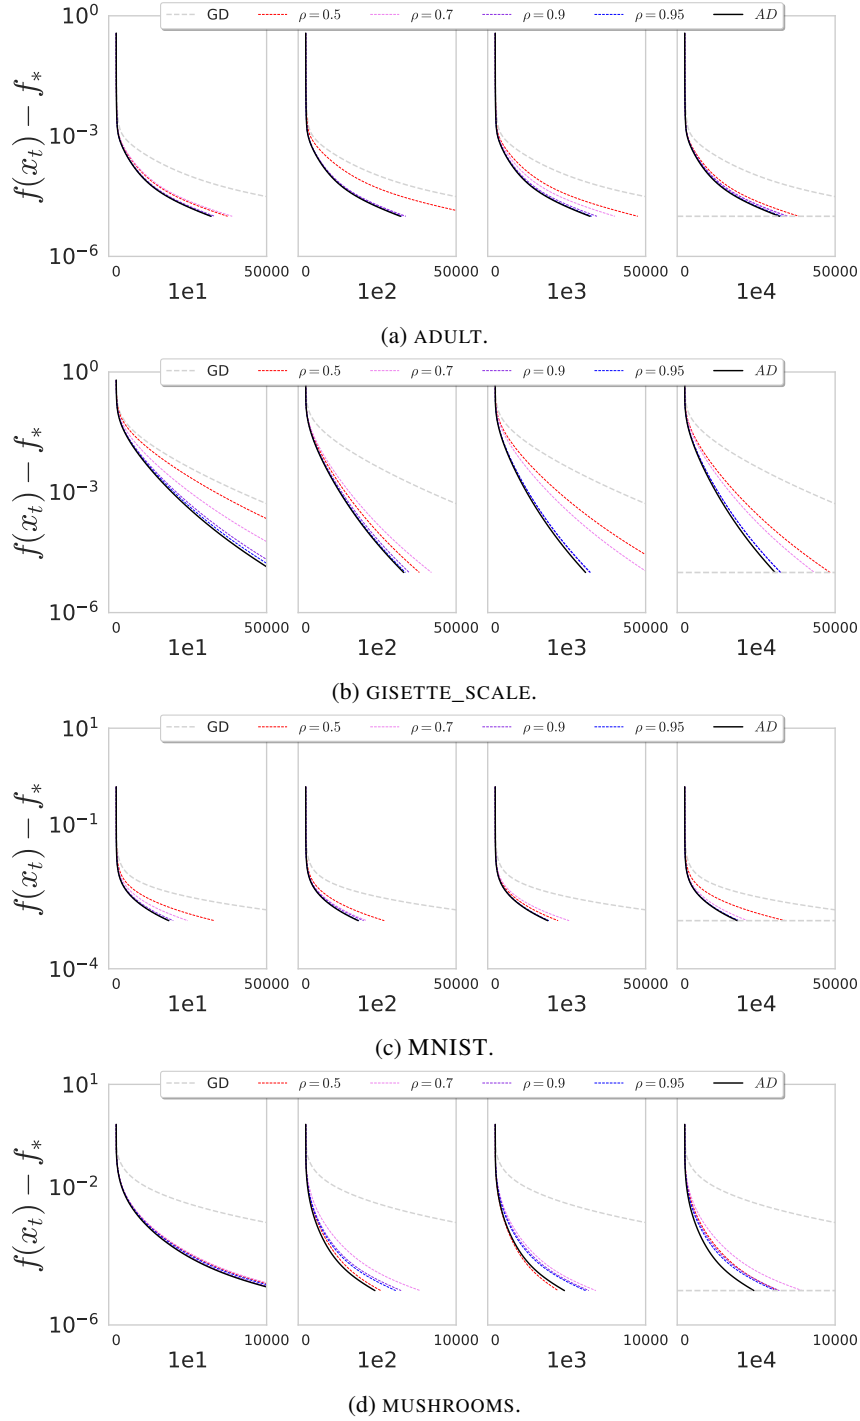 GD ρ = 0.5 ρ = 0.7 ρ = 0.9 ρ = 0.95 AD
10^0
10^{-3}
10^{-6}
f(x_t) − f_*
0 50000 0 50000 0 50000 0 50000
1e1 1e2 1e3 1e4
(a) ADULT.
GD ρ = 0.5 ρ = 0.7 ρ = 0.9 ρ = 0.95 AD
10^0
10^{-3}
10^{-6}
f(x_t) − f_*
0 50000 0 50000 0 50000 0 50000
1e1 1e2 1e3 1e4
(b) GISETTE_SCALE.
GD ρ = 0.5 ρ = 0.7 ρ = 0.9 ρ = 0.95 AD
10^1
10^{-1}
10^{-4}
f(x_t) − f_*
0 50000 0 50000 0 50000 0 50000
1e1 1e2 1e3 1e4
(c) MNIST.
GD ρ = 0.5 ρ = 0.7 ρ = 0.9 ρ = 0.95 AD
10^1
10^{-2}
10^{-6}
f(x_t) − f_*
0 10000 0 10000 0 10000 0 10000
1e1 1e2 1e3 1e4
(d) MUSHROOMS.